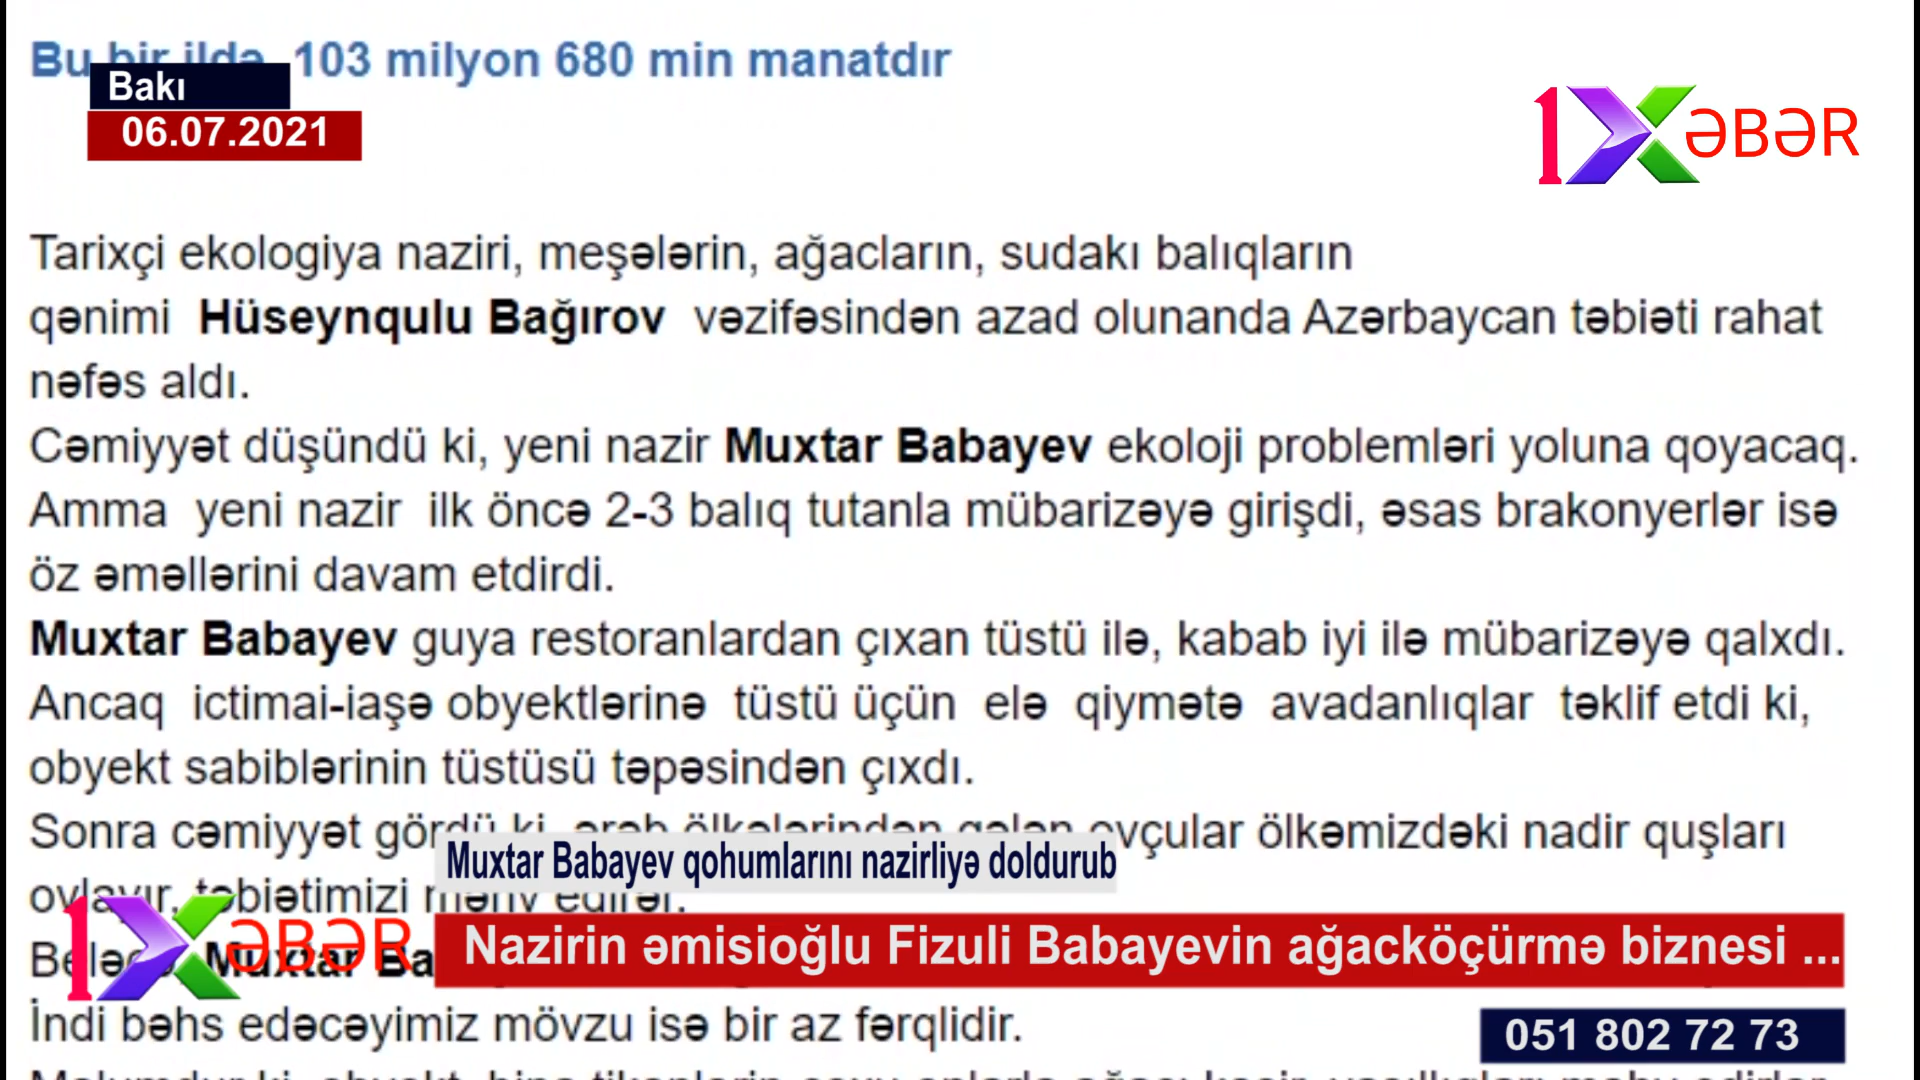 Bu bir ildə 103 milyon 680 min manatdır
Bakı
06.07.2021
1XƏBƏR
Tarixçi ekologiya naziri, meşələrin, ağacların, sudakı balıqların
qənimi Hüseynqulu Bağırov vəzifəsindən azad olunanda Azərbaycan təbiəti rahat
nəfəs aldı.
Cəmiyyət düşündü ki, yeni nazir Muxtar Babayev ekoloji problemləri yoluna qoyacaq.
Amma yeni nazir ilk öncə 2-3 balıq tutanla mübarizəyə girişdi, əsas brakonyerlər isə
öz əməllərini davam etdirdi.
Muxtar Babayev guya restoranlardan çıxan tüstü ilə, kabab iyi ilə mübarizəyə qalxdı.
Ancaq ictimai-iaşə obyektlərinə tüstü üçün elə qiymətə avadanlıqlar təklif etdi ki,
obyekt sabiblərinin tüstüsü təpəsindən çıxdı.
Sonra cəmiyyət gördü ki, ərəb ölkələrindən gələn ovçular ölkəmizdəki nadir quşları
ovlayır, təbiətimizi məhv edirər.
Muxtar Babayev qohumlarını nazirliyə doldurub
1XƏBƏR
Muxtar Ba
Nazirin əmisioğlu Fizuli Babayevin ağacköçürmə biznesi ...
İndi bəhs edəcəyimiz mövzu isə bir az fərqlidir.
051 802 72 73